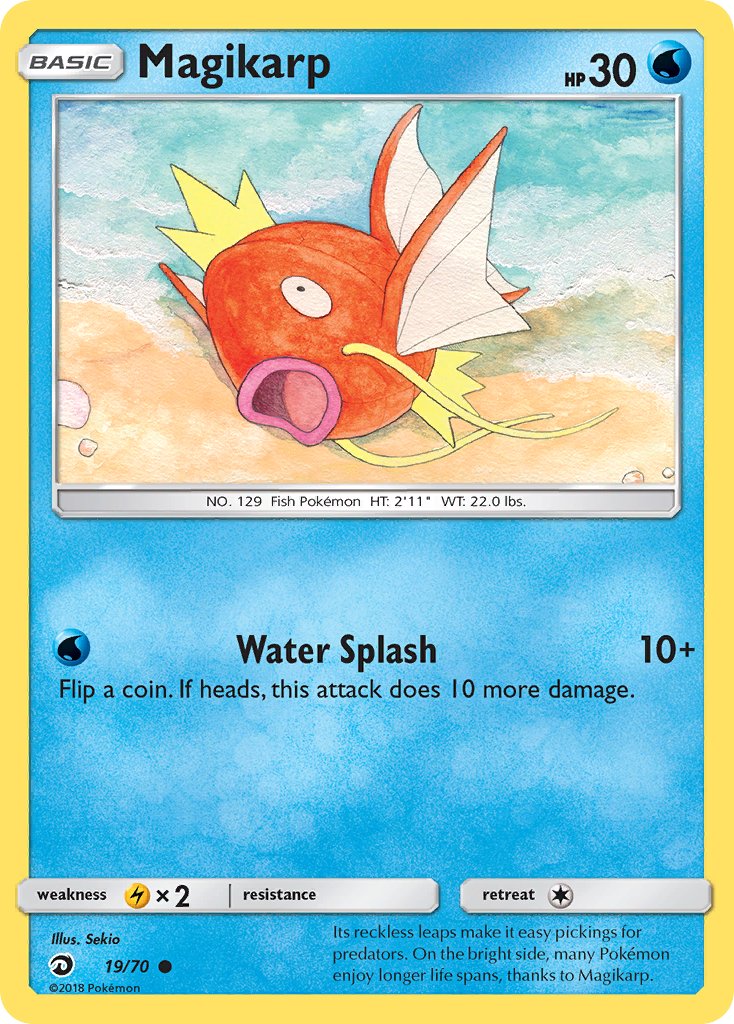 BASIC Magikarp HP 30
NO. 129 Fish Pokémon HT: 2'11" WT: 22.0 lbs.
Water Splash 10+
Flip a coin. If heads, this attack does 10 more damage.
weakness ×2 resistance retreat
Illus. Sekio
19/70
©2018 Pokémon
Its reckless leaps make it easy pickings for
predators. On the bright side, many Pokémon
enjoy longer life spans, thanks to Magikarp.